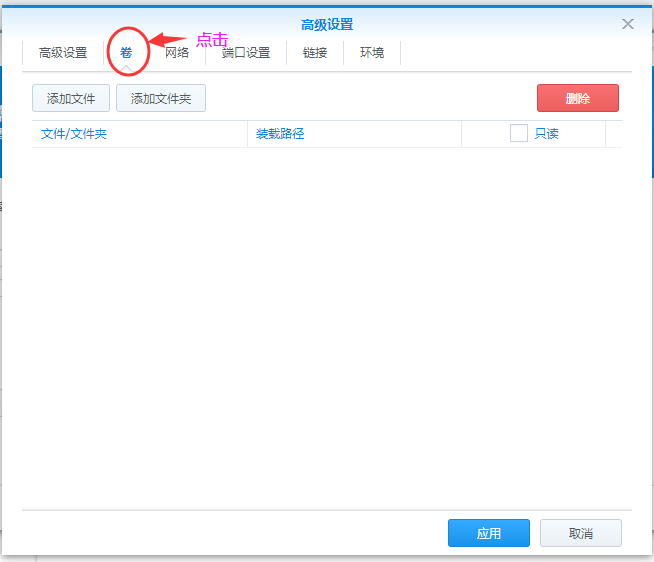 高级设置
点击
高级设置 卷 网络 端口设置 链接 环境
添加文件 添加文件夹 删除
文件/文件夹 装载路径 只读
应用 取消